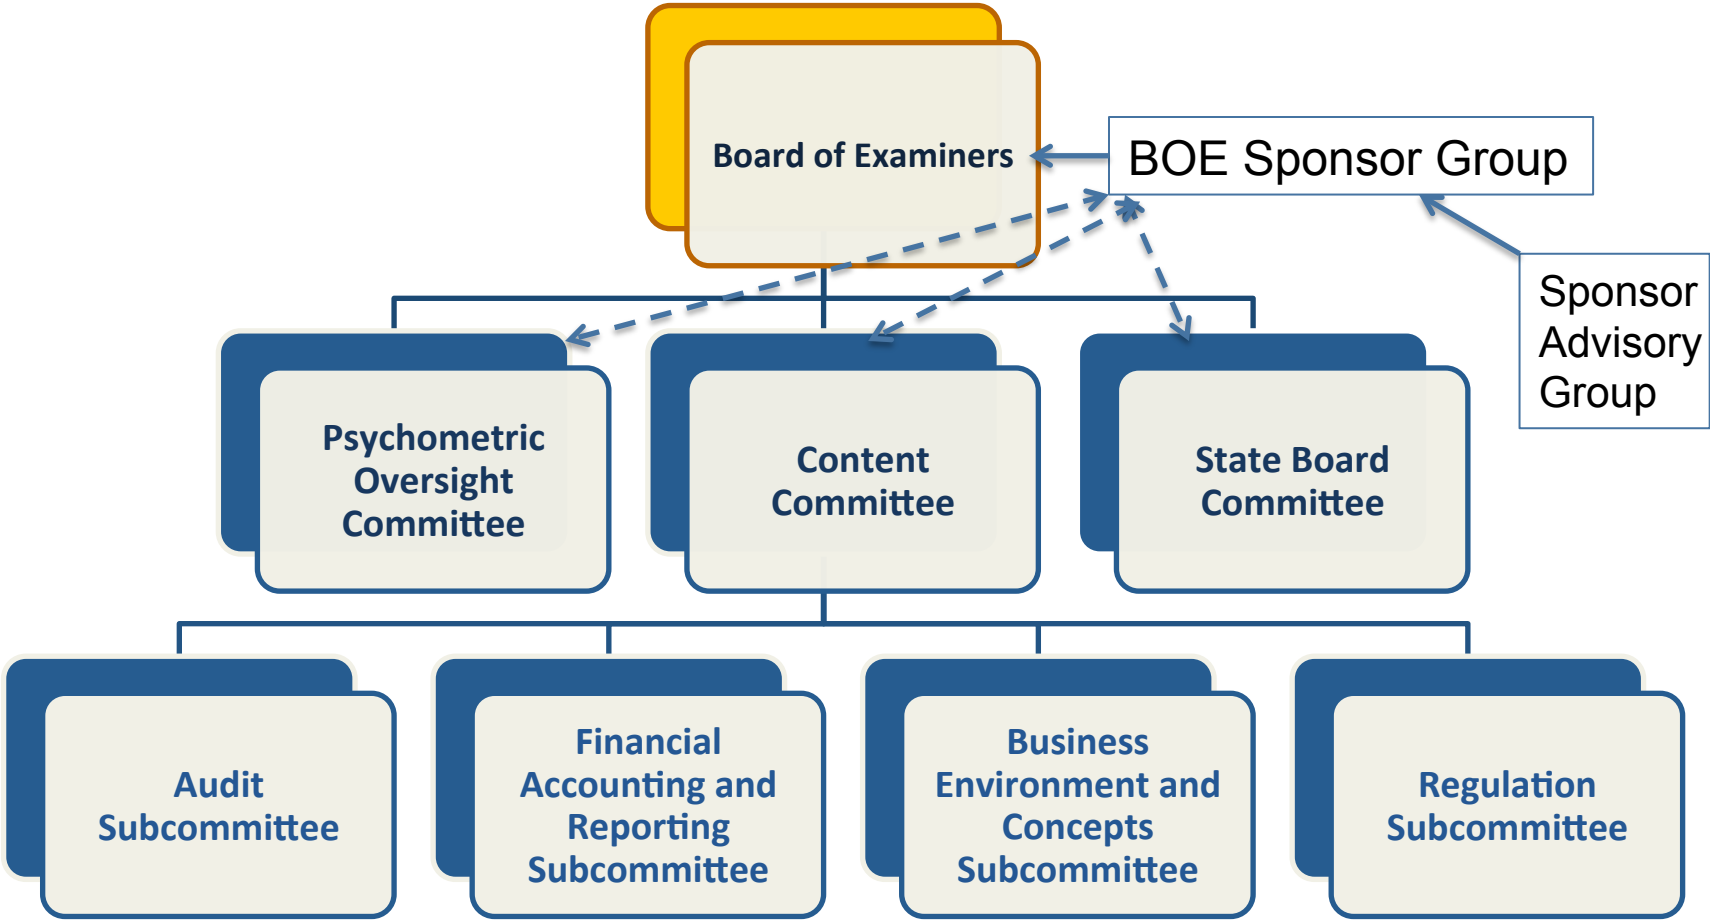 Board of Examiners
BOE Sponsor Group
Sponsor
Advisory
Group
Psychometric
Oversight
Committee
Content
Committee
State Board
Committee
Audit
Subcommittee
Financial
Accounting and
Reporting
Subcommittee
Business
Environment and
Concepts
Subcommittee
Regulation
Subcommittee